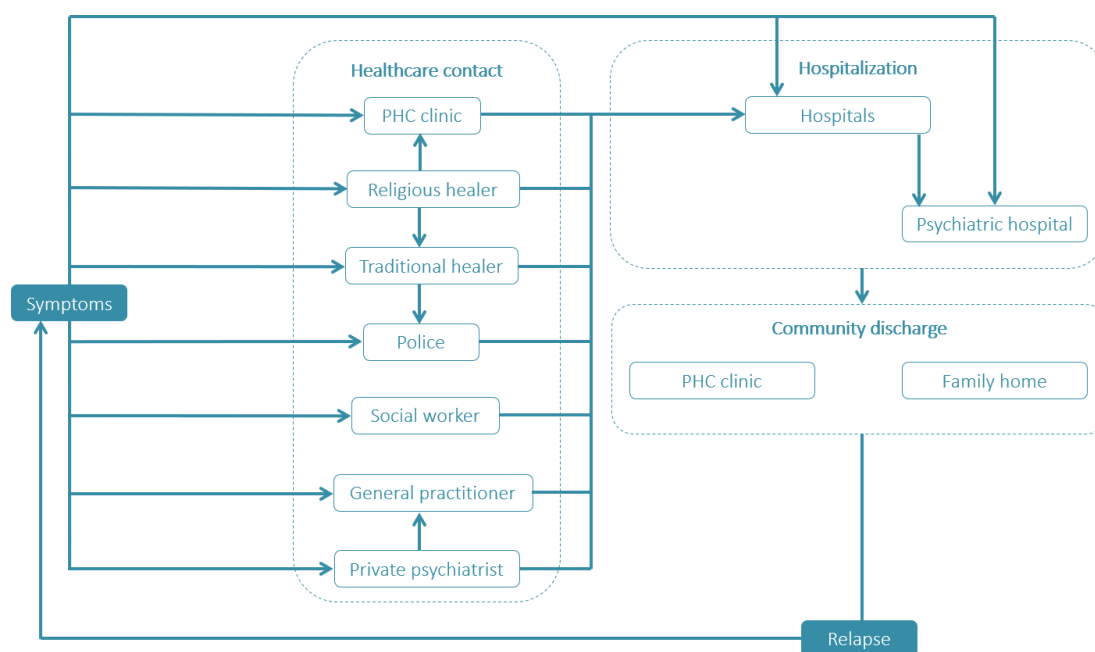 Healthcare contact
Hospitalization
PHC clinic
Hospitals
Religious healer
Psychiatric hospital
Traditional healer
Symptoms
Community discharge
Police
PHC clinic
Family home
Social worker
General practitioner
Private psychiatrist
Relapse